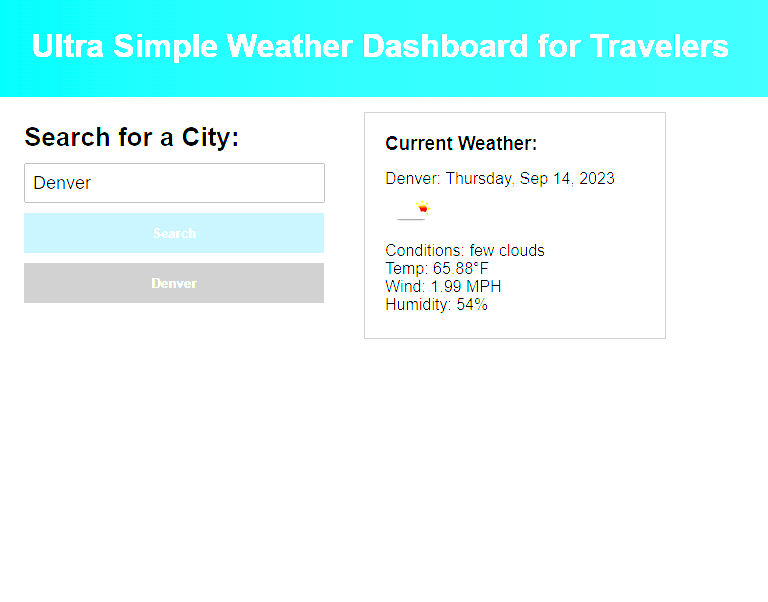 Ultra Simple Weather Dashboard for Travelers
Search for a City:
Denver
Search
Denver
Current Weather:
Denver: Thursday, Sep 14, 2023
Conditions: few clouds
Temp: 65.88°F
Wind: 1.99 MPH
Humidity: 54%